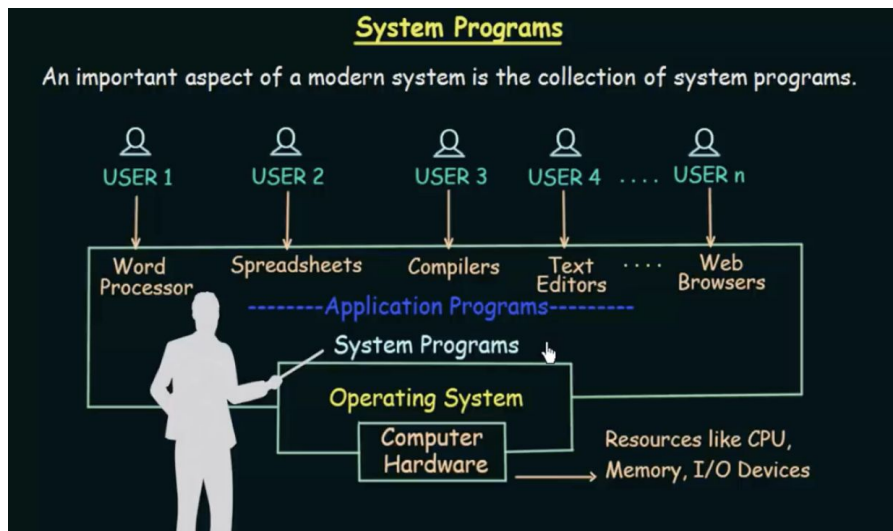 System Programs
An important aspect of a modern system is the collection of system programs.
USER 1
USER 2
USER 3
USER 4
....
USER n
Word
Processor
Spreadsheets
Compilers
Text
Editors
....
Web
Browsers
--------Application Programs---------
System Programs
Operating System
Computer
Hardware
Resources like CPU,
Memory, I/O Devices